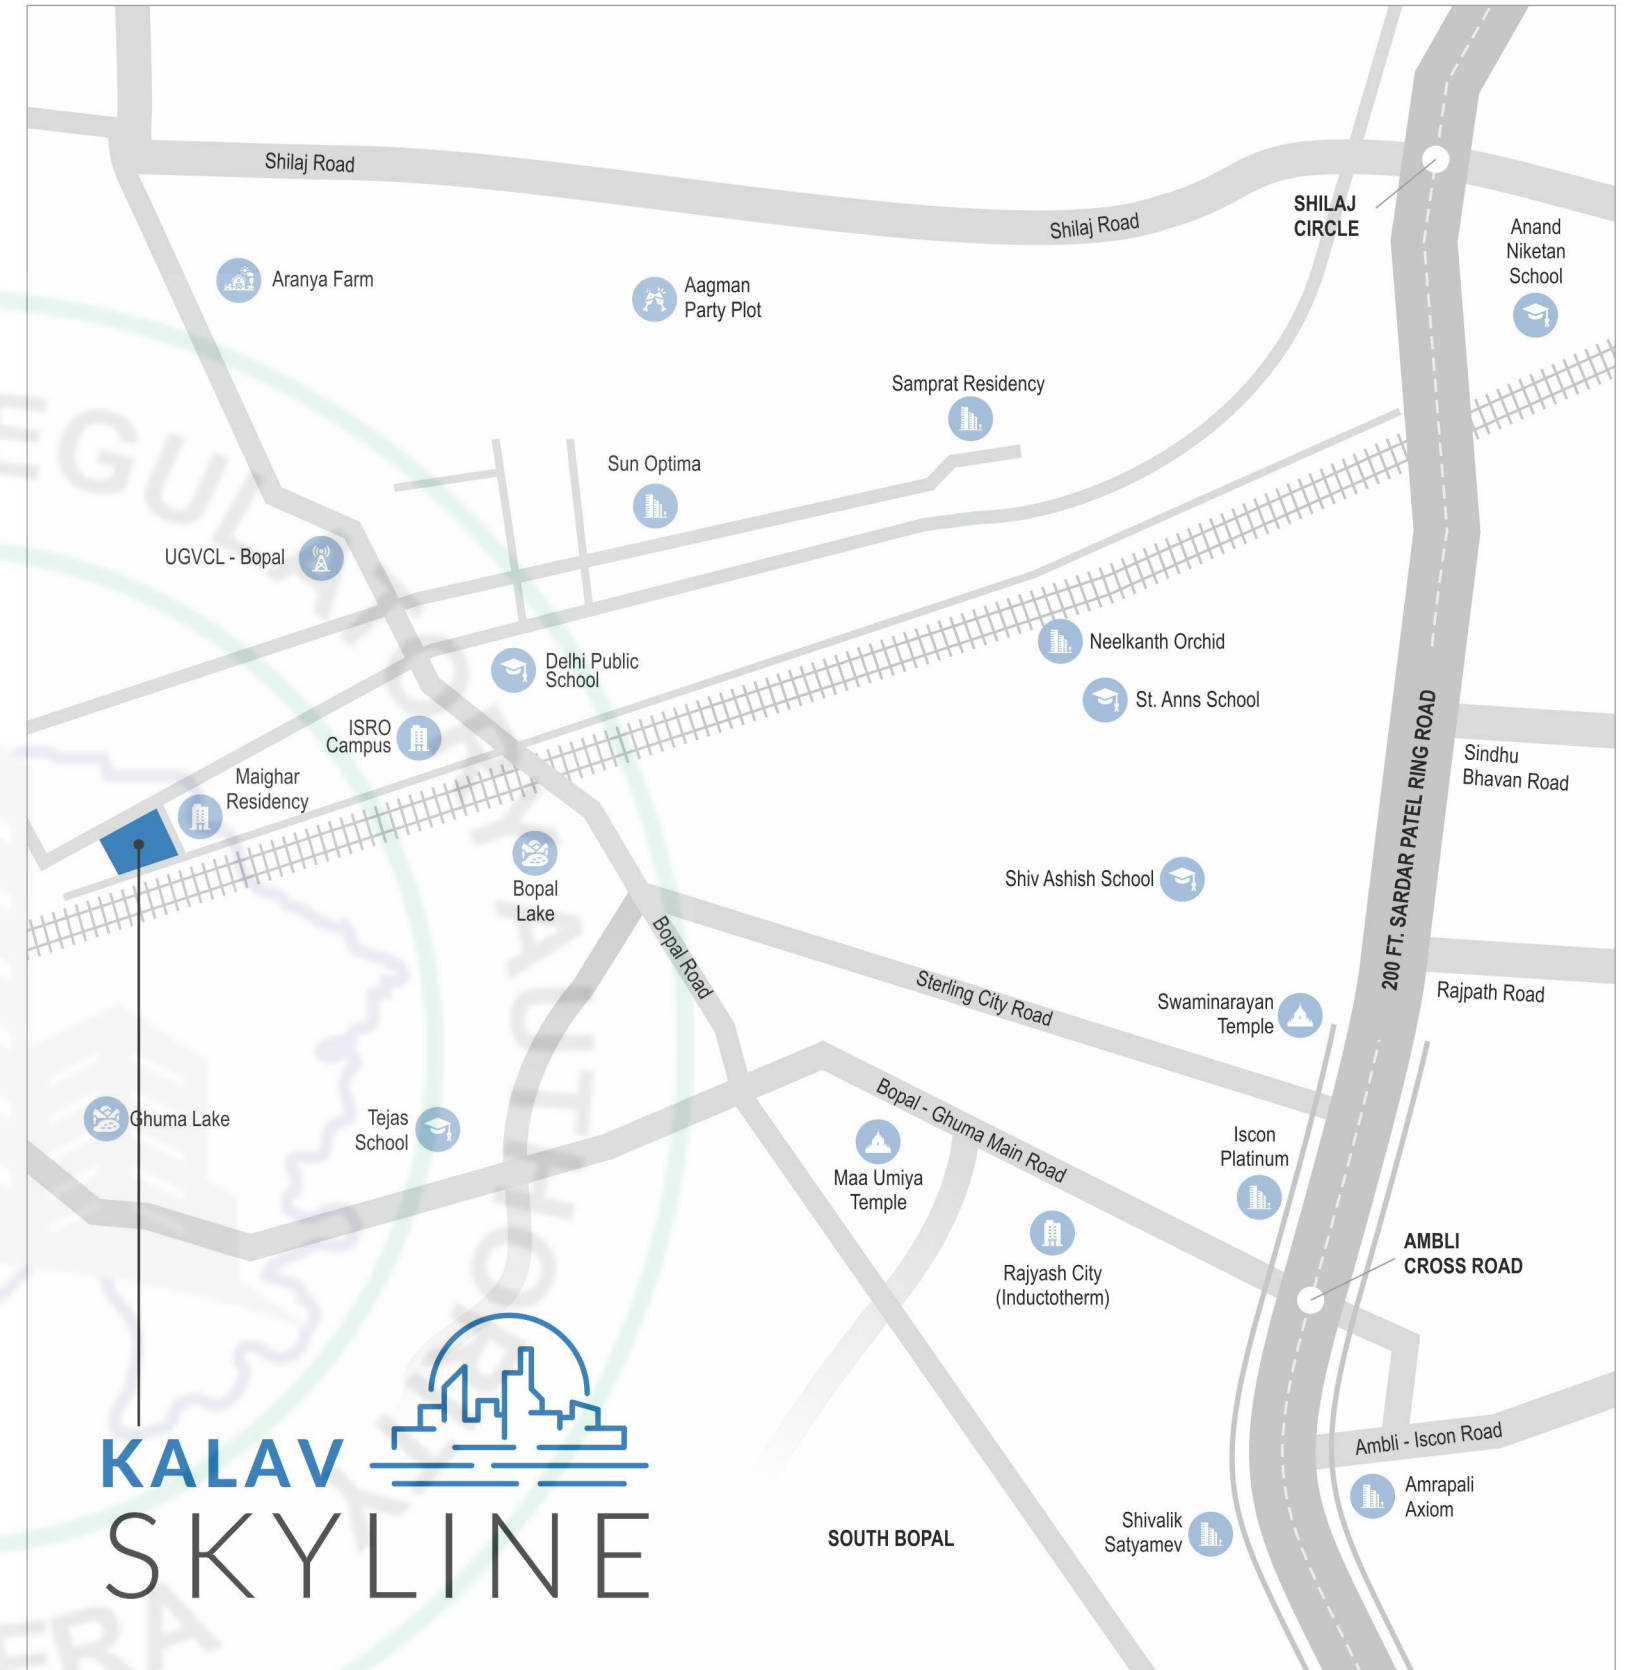 Shilaj Road
Shilaj Road
SHILAJ
CIRCLE
Anand
Niketan
School
Aranya Farm
Aagman
Party Plot
Samprat Residency
Sun Optima
UGVCL - Bopal
Neelkanth Orchid
Delhi Public
School
St. Anns School
ISRO
Campus
Maighar
Residency
200 FT. SARDAR PATEL RING ROAD
Sindhu
Bhavan Road
Bopal
Lake
Shiv Ashish School
Bopal Road
Sterling City Road
Rajpath Road
Swaminarayan
Temple
Ghuma Lake
Tejas
School
Bopal - Ghuma Main Road
Maa Umiya
Temple
Iscon
Platinum
Rajyash City
(Inductotherm)
AMBLI
CROSS ROAD
Ambli - Iscon Road
Amrapali
Axiom
Shivalik
Satyamev
SOUTH BOPAL
KALAV
SKYLINE
EGULATORY AUTHORITY
ERA